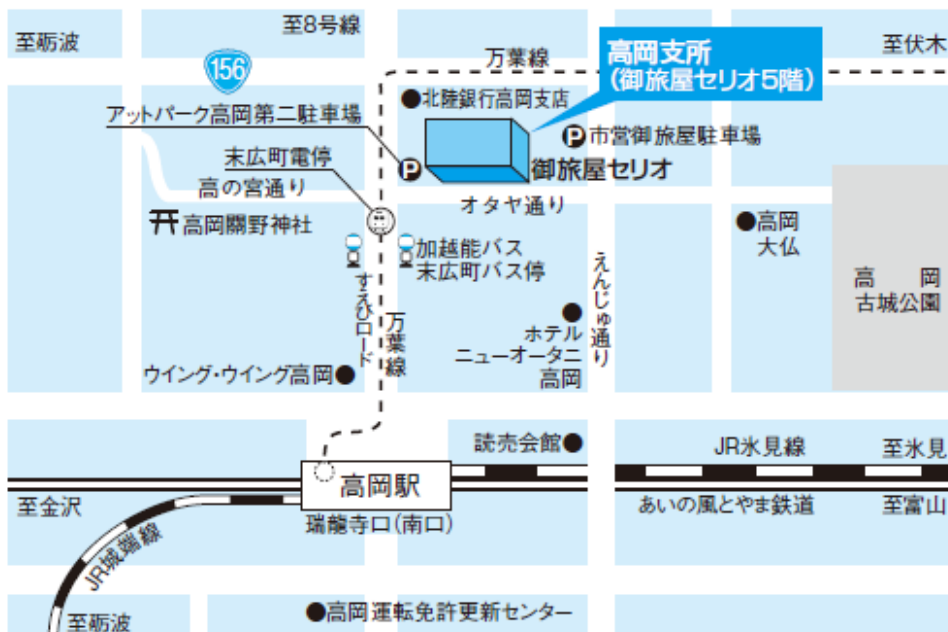 至砺波
至8号線
156
万葉線
高岡支所
(御旅屋セリオ5階)
至伏木
●北陸銀行高岡支店
アットパーク高岡第二駐車場
P市営御旅屋駐車場
末広町電停
P
御旅屋セリオ
高の宮通り
オタヤ通り
高岡關野神社
●高岡
大仏
加越能バス
末広町バス停
すえひロード
万葉線
えんじゅ通り
高 岡
古城公園
●
ホテル
ニューオータニ
高岡
ウイング・ウイング高岡●
読売会館●
JR氷見線
至氷見
高岡駅
至金沢
瑞龍寺口(南口)
あいの風とやま鉄道
至富山
JR城端線
至砺波
●高岡運転免許更新センター